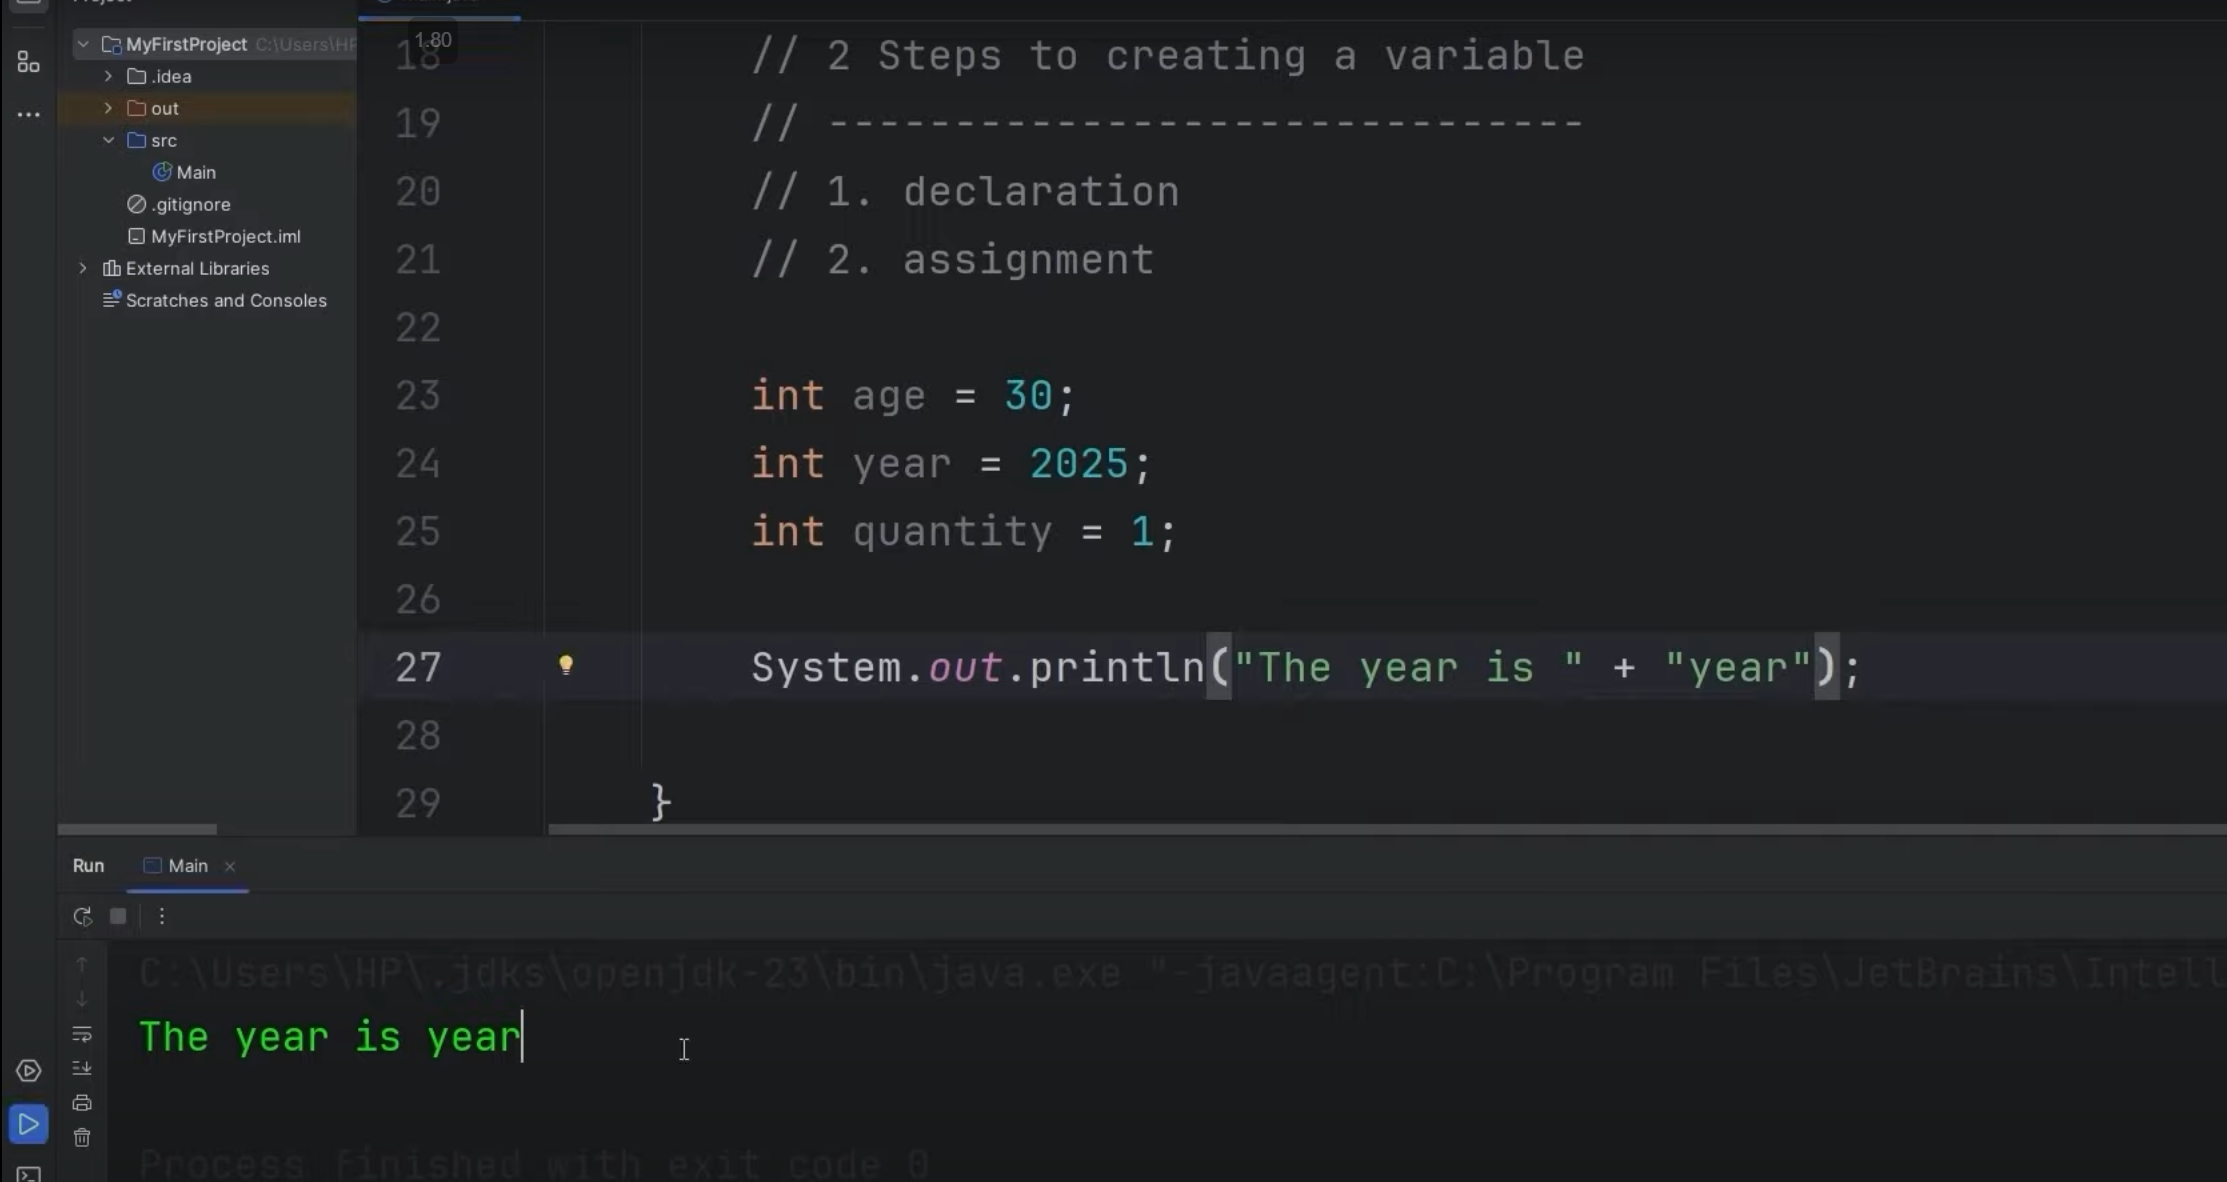 MyFirstProject C:\Users\HP
.idea
out
src
Main
.gitignore
MyFirstProject.iml
External Libraries
Scratches and Consoles
1.80
18 // 2 Steps to creating a variable
19 // ------------------------------
20 // 1. declaration
21 // 2. assignment
22
23 int age = 30;
24 int year = 2025;
25 int quantity = 1;
26
27 System.out.println("The year is " + "year");
28
29 }
Run Main
C:\Users\HP\.jdks\openjdk-23\bin\java.exe "-javaagent:C:\Program Files\JetBrains\Intell
The year is year
Process finished with exit code 0